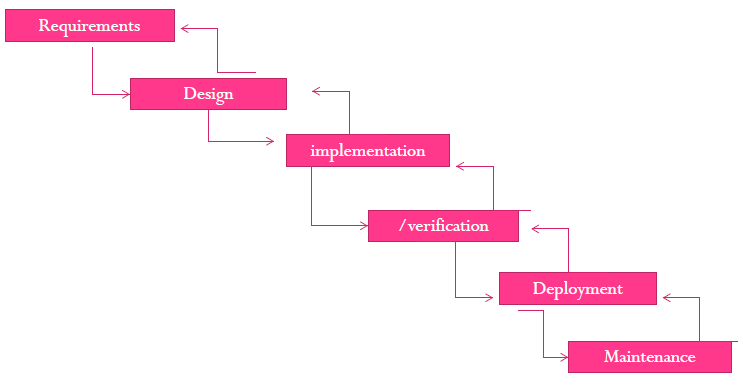 Requirements
Design
implementation
/verification
Deployment
Maintenance